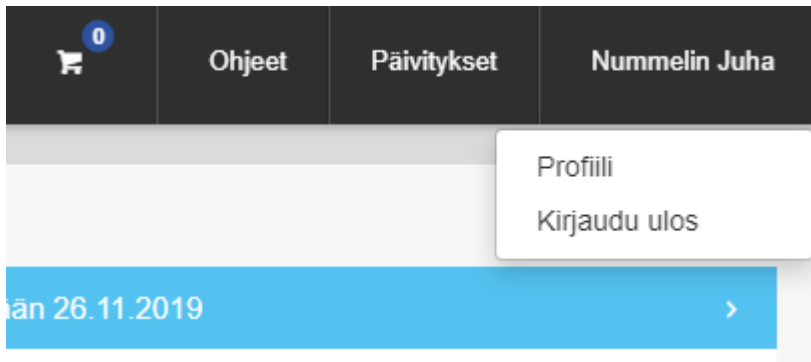 0
Ohjeet
Päivitykset
Nummelin Juha
Profiili
Kirjaudu ulos
26.11.2019